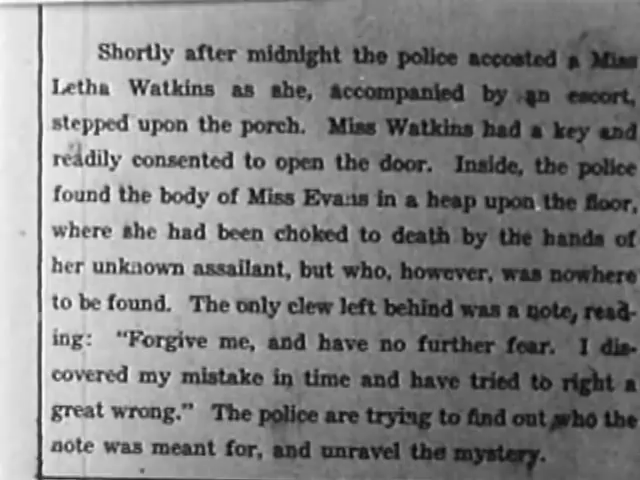 Shortly after midnight the police accosted a Miss
Letha Watkins as she, accompanied by an escort,
stepped upon the porch. Miss Watkins had a key and
readily consented to open the door. Inside, the police
found the body of Miss Evans in a heap upon the floor,
where she had been choked to death by the hands of
her unknown assailant, but who, however, was nowhere
to be found. The only clew left behind was a note, read-
ing: "Forgive me, and have no further fear. I dis-
covered my mistake in time and have tried to right a
great wrong." The police are trying to find out who the
note was meant for, and unravel the mystery.